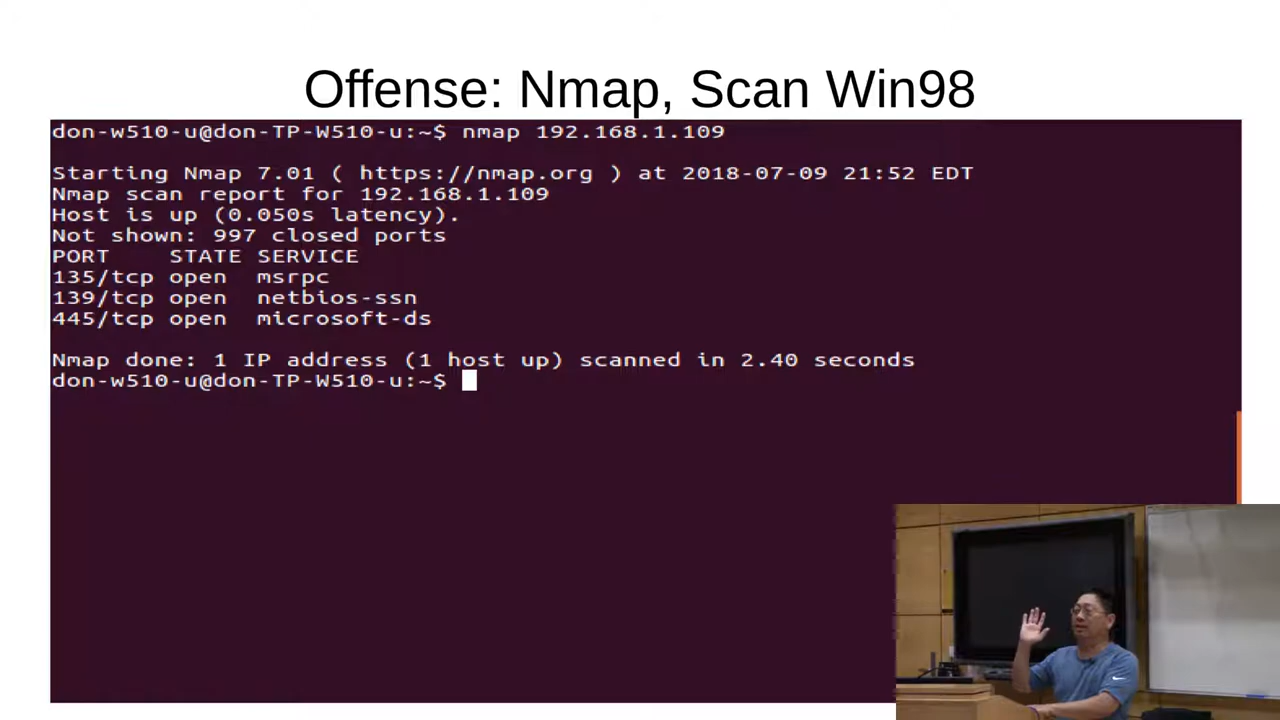 Offense: Nmap, Scan Win98
don-w510-u@don-TP-W510-u:~$ nmap 192.168.1.109
Starting Nmap 7.01 ( https://nmap.org ) at 2018-07-09 21:52 EDT
Nmap scan report for 192.168.1.109
Host is up (0.050s latency).
Not shown: 997 closed ports
PORT    STATE SERVICE
135/tcp open  msrpc
139/tcp open  netbios-ssn
445/tcp open  microsoft-ds
Nmap done: 1 IP address (1 host up) scanned in 2.40 seconds
don-w510-u@don-TP-W510-u:~$